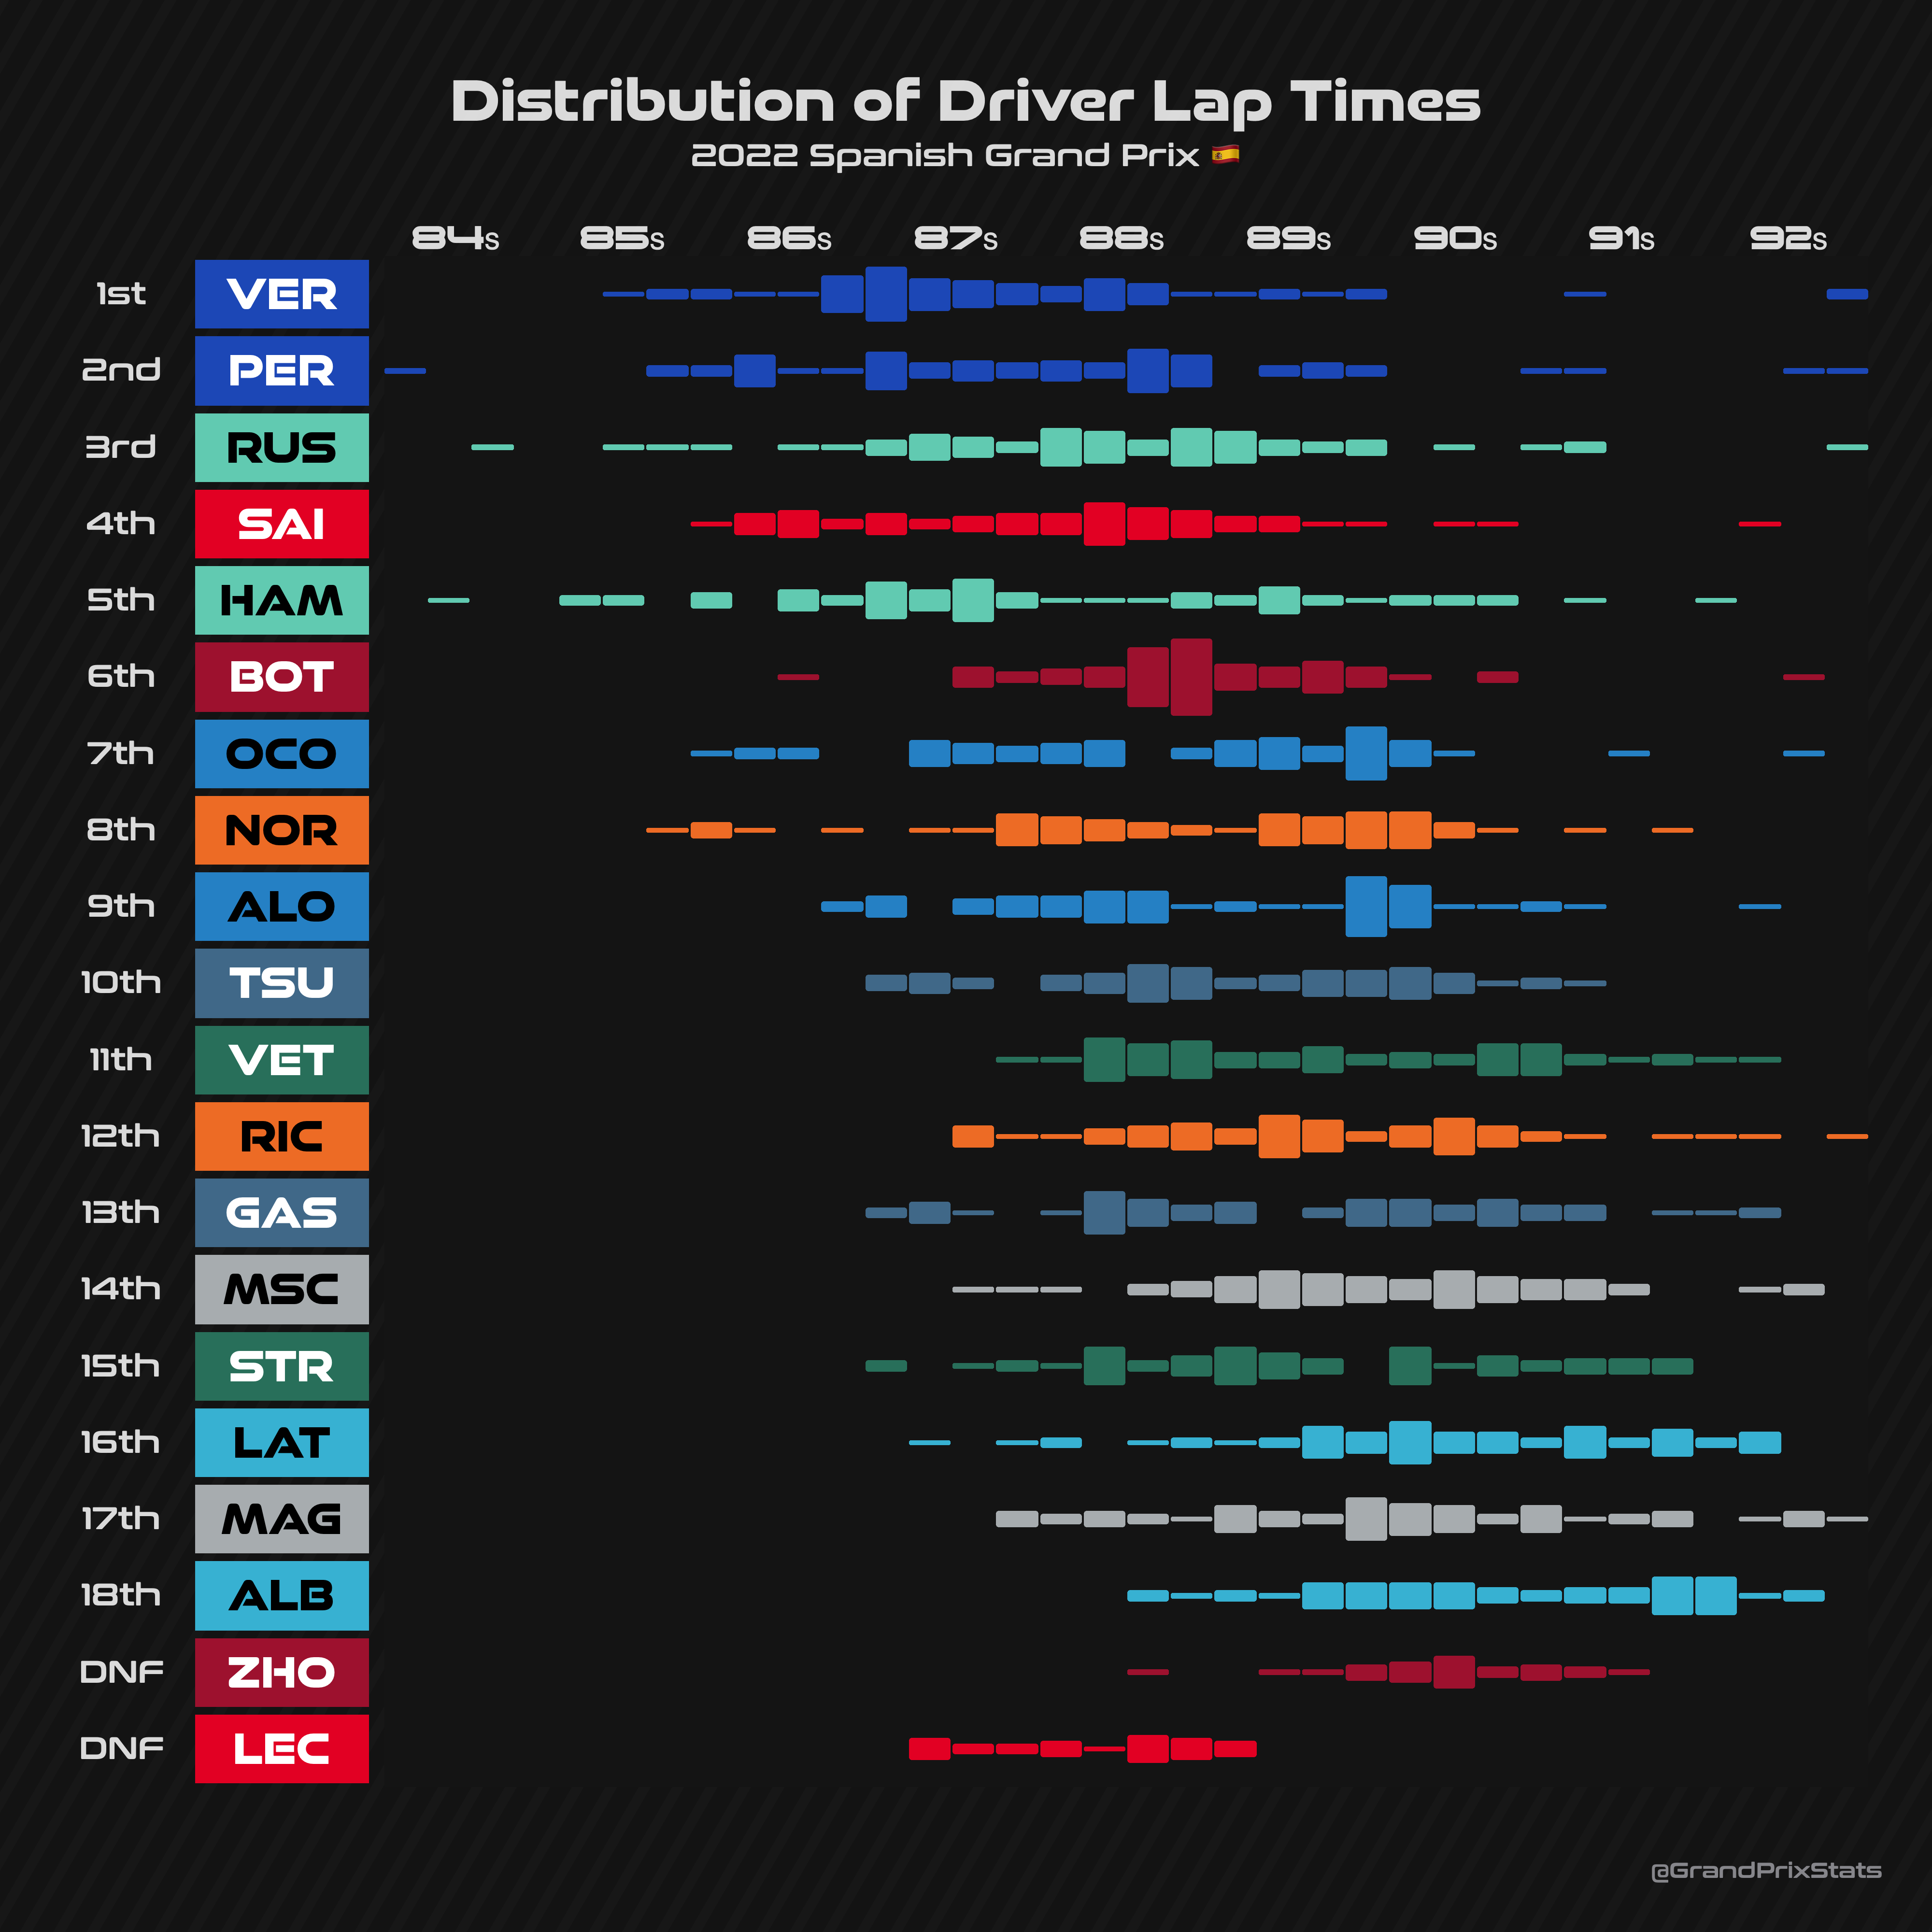 Distribution of Driver Lap Times
2022 Spanish Grand Prix 🇪🇸
84s 85s 86s 87s 88s 89s 90s 91s 92s
1st VER
2nd PER
3rd RUS
4th SAI
5th HAM
6th BOT
7th OCO
8th NOR
9th ALO
10th TSU
11th VET
12th RIC
13th GAS
14th MSC
15th STR
16th LAT
17th MAG
18th ALB
DNF ZHO
DNF LEC
@GrandPrixStats